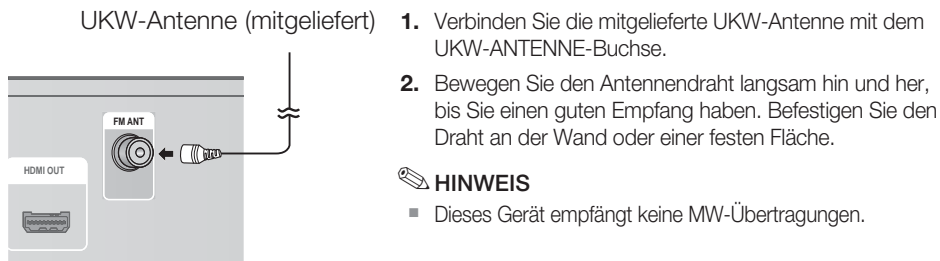 UKW-Antenne (mitgeliefert)
FM ANT
HDMI OUT
1. Verbinden Sie die mitgelieferte UKW-Antenne mit dem
UKW-ANTENNE-Buchse.
2. Bewegen Sie den Antennendraht langsam hin und her,
bis Sie einen guten Empfang haben. Befestigen Sie den
Draht an der Wand oder einer festen Fläche.
HINWEIS
Dieses Gerät empfängt keine MW-Übertragungen.